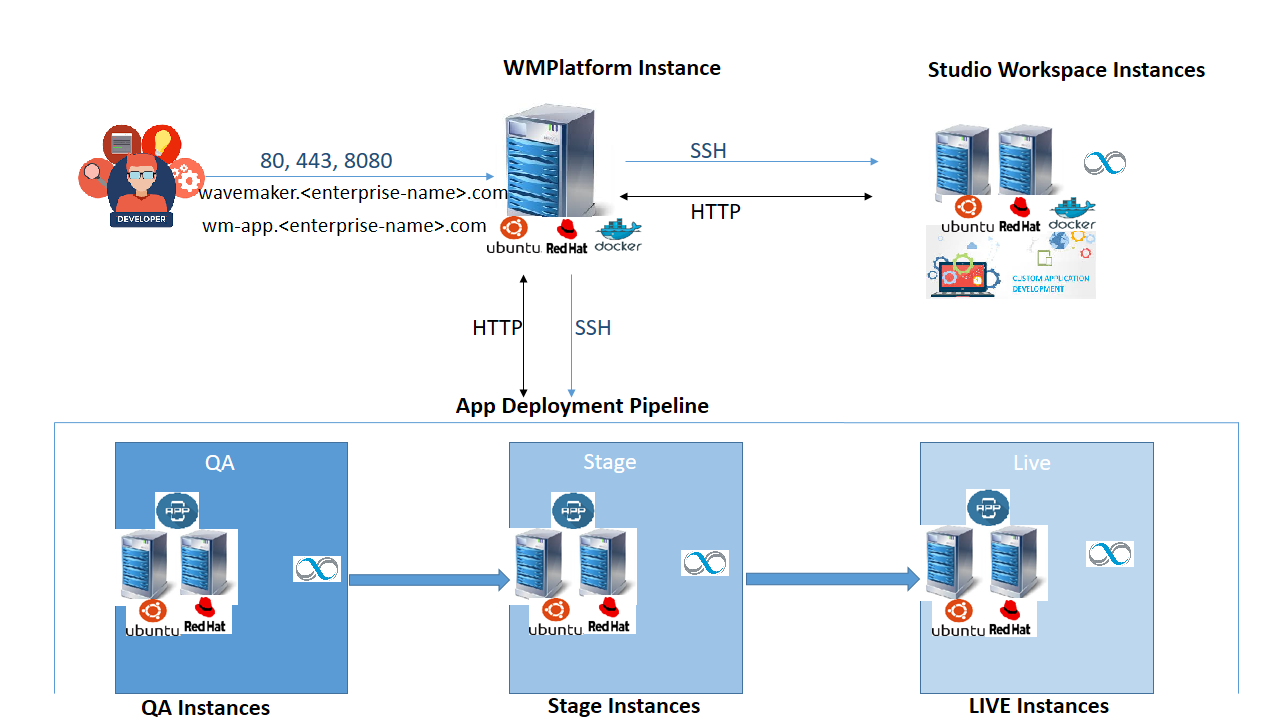 WMPlatform Instance
Studio Workspace Instances
80, 443, 8080
wavemaker.<enterprise-name>.com
wm-app.<enterprise-name>.com
DEVELOPER
SSH
HTTP
ubuntu
RedHat
docker
ubuntu
RedHat
docker
CUSTOM APPLICATION
DEVELOPMENT
HTTP
SSH
App Deployment Pipeline
QA
Stage
Live
APP
APP
APP
ubuntu
RedHat
ubuntu
RedHat
ubuntu
RedHat
QA Instances
Stage Instances
LIVE Instances